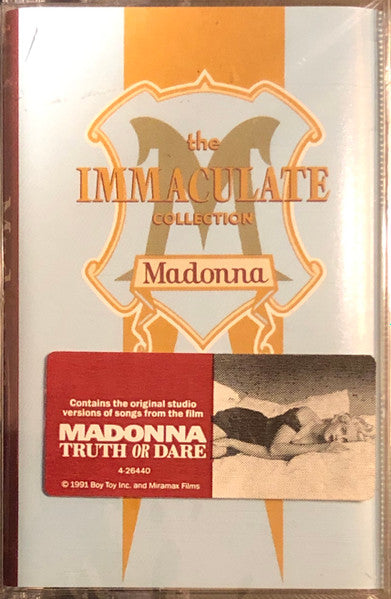 the
IMMACULATE
COLLECTION
Madonna
Contains the original studio
versions of songs from the film
MADONNA
TRUTH OR DARE
4-26440
© 1991 Boy Toy Inc. and Miramax Films